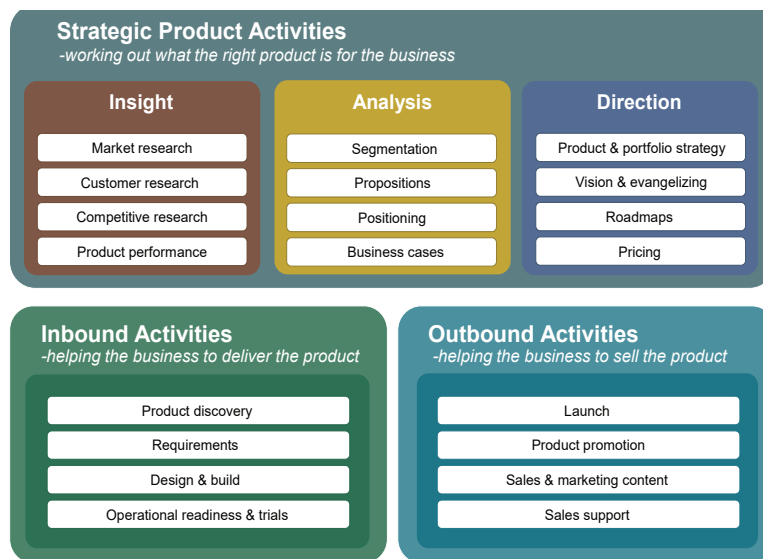 Strategic Product Activities
-working out what the right product is for the business
Insight
Market research
Customer research
Competitive research
Product performance
Analysis
Segmentation
Propositions
Positioning
Business cases
Direction
Product & portfolio strategy
Vision & evangelizing
Roadmaps
Pricing
Inbound Activities
-helping the business to deliver the product
Product discovery
Requirements
Design & build
Operational readiness & trials
Outbound Activities
-helping the business to sell the product
Launch
Product promotion
Sales & marketing content
Sales support